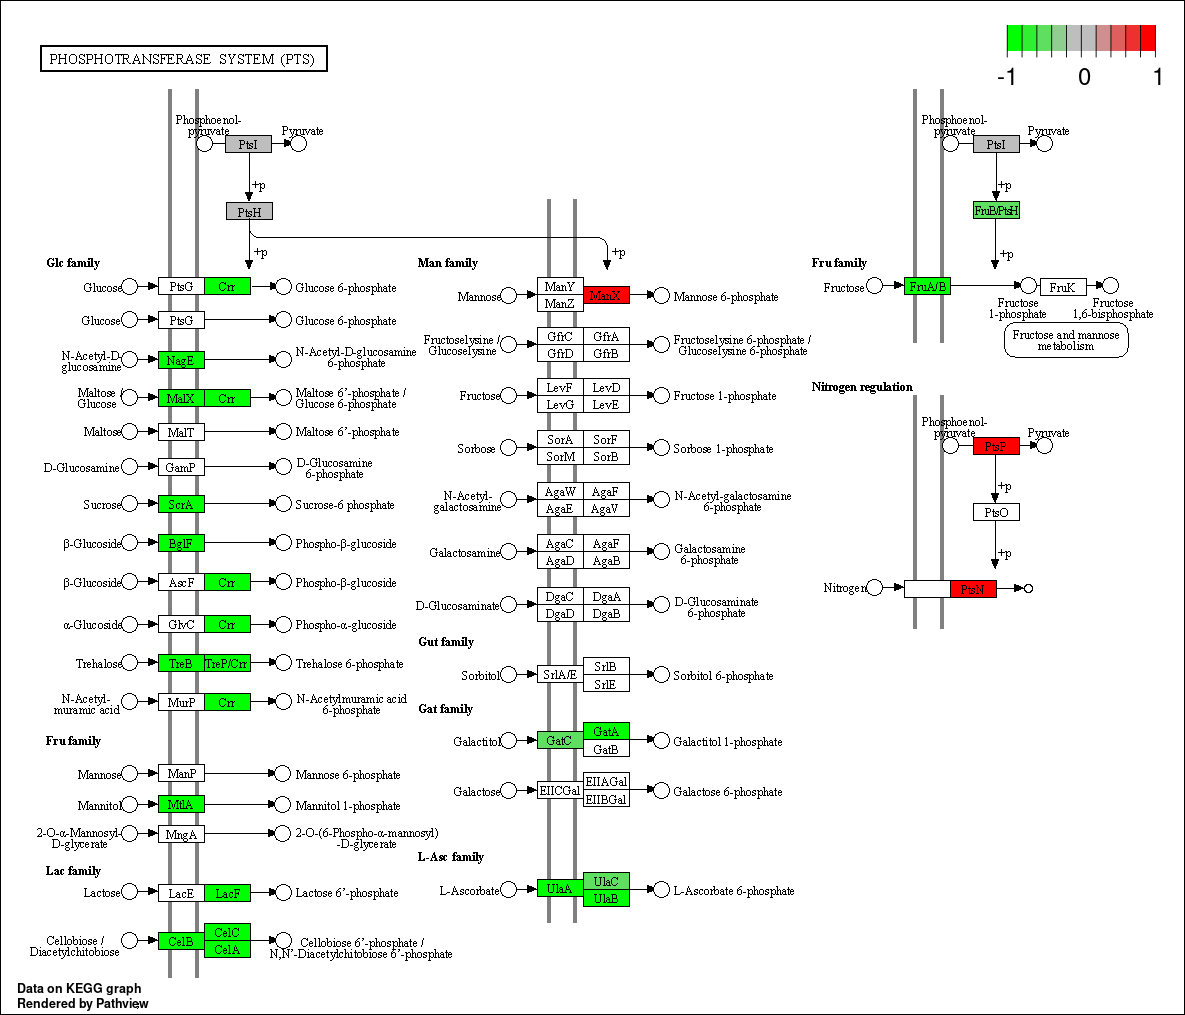 PHOSPHOTRANSFERASE SYSTEM (PTS)
-1 0 1
Phosphoenol-
pyruvate
Pyruvate
PtsI
+p
PtsH
+p
Glc family
Glucose
PtsG
Crr
Glucose 6-phosphate
Glucose
PtsG
Glucose 6-phosphate
N-Acetyl-D-
glucosamine
NagE
N-Acetyl-D-glucosamine
6-phosphate
Maltose /
Glucose
MalX
Crr
Maltose 6'-phosphate /
Glucose 6-phosphate
Maltose
MalT
Maltose 6'-phosphate
D-Glucosamine
GamP
D-Glucosamine
6-phosphate
Sucrose
ScrA
Sucrose-6 phosphate
β-Glucoside
BglF
Phospho-β-glucoside
β-Glucoside
AscF
Crr
Phospho-β-glucoside
α-Glucoside
GlvC
Crr
Phospho-α-glucoside
Trehalose
TreB
TreP/Crr
Trehalose 6-phosphate
N-Acetyl-
muramic acid
MurP
Crr
N-Acetylmuramic acid
6-phosphate
Fru family
Mannose
ManP
Mannose 6-phosphate
Mannitol
MtlA
Mannitol 1-phosphate
2-O-α-Mannosyl-
D-glycerate
MngA
2-O-(6-Phospho-α-mannosyl)
-D-glycerate
Lac family
Lactose
LacE
LacF
Lactose 6'-phosphate
Cellobiose /
Diacetylchitobiose
CelB
CelC
CelA
Cellobiose 6'-phosphate /
N,N'-Diacetylchitobiose 6'-phosphate
+p
Man family
Mannose
ManY
ManZ
ManX
Mannose 6-phosphate
Fructoselysine /
Glucoselysine
GfrC
GfrA
GfrD
GfrB
Fructoselysine 6-phosphate /
Glucoselysine 6-phosphate
Fructose
LevF
LevD
LevG
LevE
Fructose 1-phosphate
Sorbose
SorA
SorF
SorM
SorB
Sorbose 1-phosphate
N-Acetyl-
galactosamine
AgaW
AgaF
AgaE
AgaV
N-Acetyl-galactosamine
6-phosphate
Galactosamine
AgaC
AgaF
AgaD
AgaB
Galactosamine
6-phosphate
D-Glucosaminate
DgaC
DgaA
DgaD
DgaB
D-Glucosaminate
6-phosphate
Gut family
Sorbitol
SrlA/E
SrlB
SrlE
Sorbitol 6-phosphate
Gat family
Galactitol
GatC
GatA
GatB
Galactitol 1-phosphate
Galactose
EIICGal
EIIAGal
EIIBGal
Galactose 6-phosphate
L-Asc family
L-Ascorbate
UlaA
UlaC
UlaB
L-Ascorbate 6-phosphate
Phosphoenol-
pyruvate
Pyruvate
PtsI
+p
FruB/PtsH
+p
Fru family
Fructose
FruA/B
FruK
Fructose
1-phosphate
Fructose
1,6-bisphosphate
Fructose and mannose
metabolism
Nitrogen regulation
Phosphoenol-
pyruvate
Pyruvate
PtsP
+p
PtsO
+p
Nitrogen
PtsN
Data on KEGG graph
Rendered by Pathview